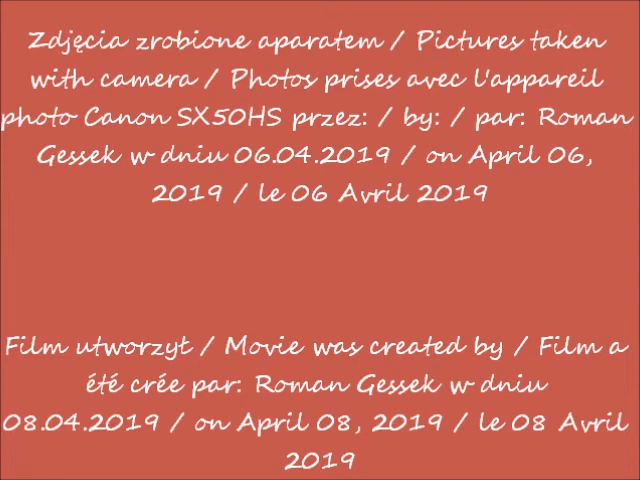 Zdjęcia zrobione aparatem / Pictures taken
with camera / Photos prises avec l'appareil
photo Canon SX50HS przez: / by: / par: Roman
Gessek w dniu 06.04.2019 / on April 06,
2019 / le 06 Avril 2019
Film utworzył / Movie was created by / Film a
été crée par: Roman Gessek w dniu
08.04.2019 / on April 08, 2019 / le 08 Avril
2019